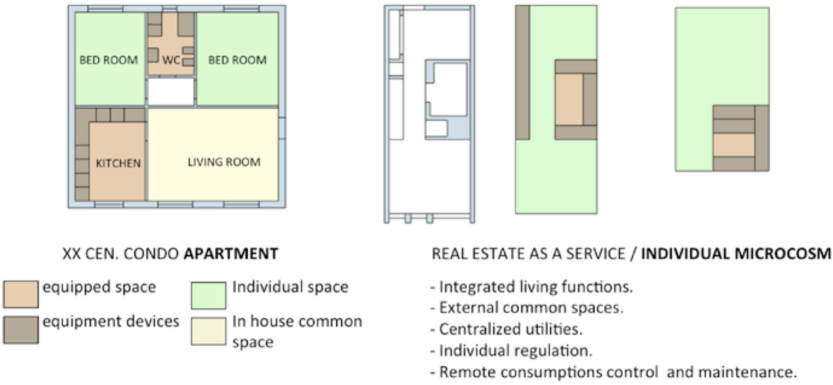 BED ROOM
WC
BED ROOM
KITCHEN
LIVING ROOM
XX CEN. CONDO APARTMENT
equipped space
Individual space
equipment devices
In house common
space
REAL ESTATE AS A SERVICE / INDIVIDUAL MICROCOSM
- Integrated living functions.
- External common spaces.
- Centralized utilities.
- Individual regulation.
- Remote consumptions control and maintenance.